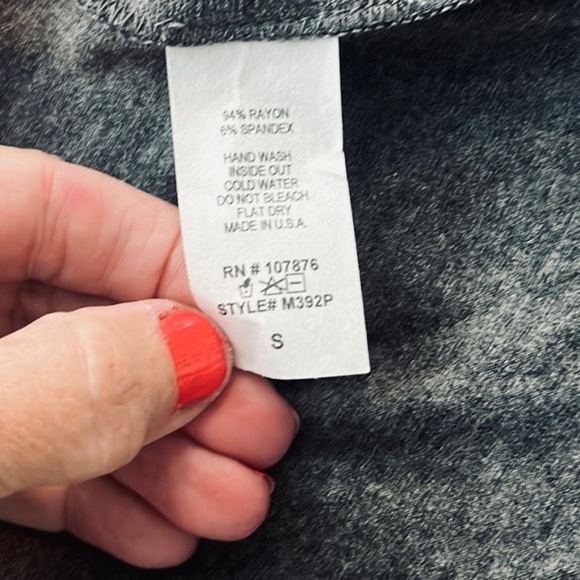 94% RAYON
6% SPANDEX
HAND WASH
INSIDE OUT
COLD WATER
DO NOT BLEACH
FLAT DRY
MADE IN U.S.A.
RN # 107876
STYLE# M392P
S